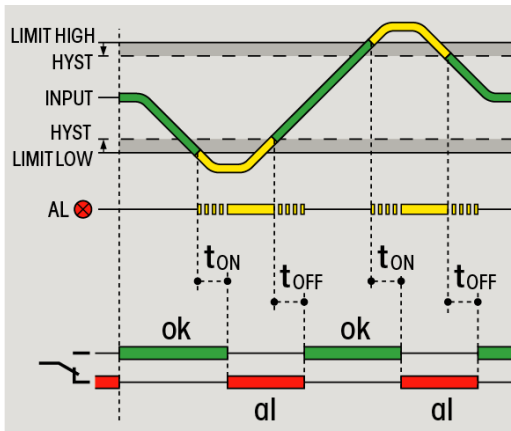 LIMIT HIGH
HYST
INPUT
HYST
LIMIT LOW
AL
tON tOFF tON tOFF
ok ok
al al